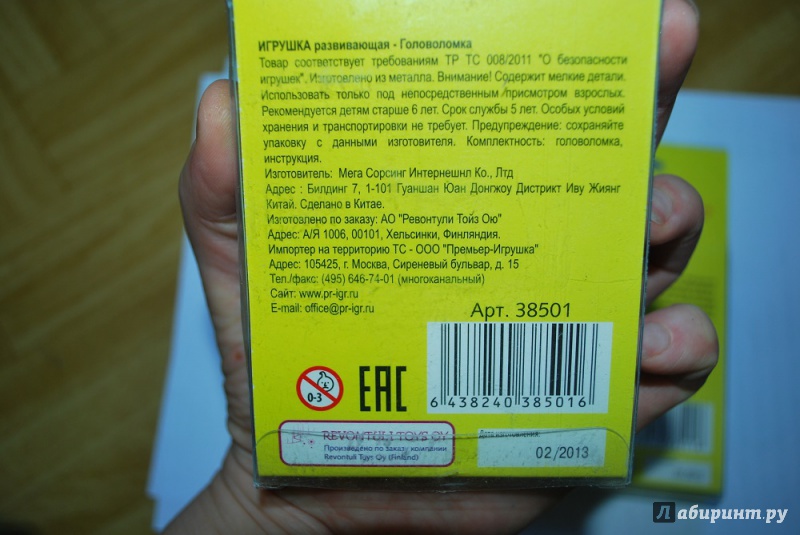 ИГРУШКА развивающая - Головоломка
Товар соответствует требованиям ТР ТС 008/2011 "О безопасности
игрушек". Изготовлено из металла. Внимание! Содержит мелкие детали.
Использовать только под непосредственным присмотром взрослых.
Рекомендуется детям старше 6 лет. Срок службы 5 лет. Особых условий
хранения и транспортировки не требует. Предупреждение: сохраняйте
упаковку с данными изготовителя. Комплектность: головоломка,
инструкция.
Изготовитель: Мега Сорсинг Интернешнл Ко., Лтд
Адрес : Билдинг 7, 1-101 Гуаншан Юан Донгжоу Дистрикт Иву Жиянг
Китай. Сделано в Китае.
Изготовлено по заказу: АО "Ревонтули Тойз Ою"
Адрес: А/Я 1006, 00101, Хельсинки, Финляндия.
Импортер на территорию ТС - ООО "Премьер-Игрушка"
Адрес: 105425, г. Москва, Сиреневый бульвар, д. 15
Тел./факс: (495) 646-74-01 (многоканальный)
Сайт: www.pr-igr.ru
E-mail: office@pr-igr.ru
Арт. 38501
0-3
EAC
6 438240 385016
REVONTULI TOYS OY
Произведено по заказу компании
Revontuli Toys Oy (Finland)
Дата изготовления:
02/2013
Лабиринт.ру